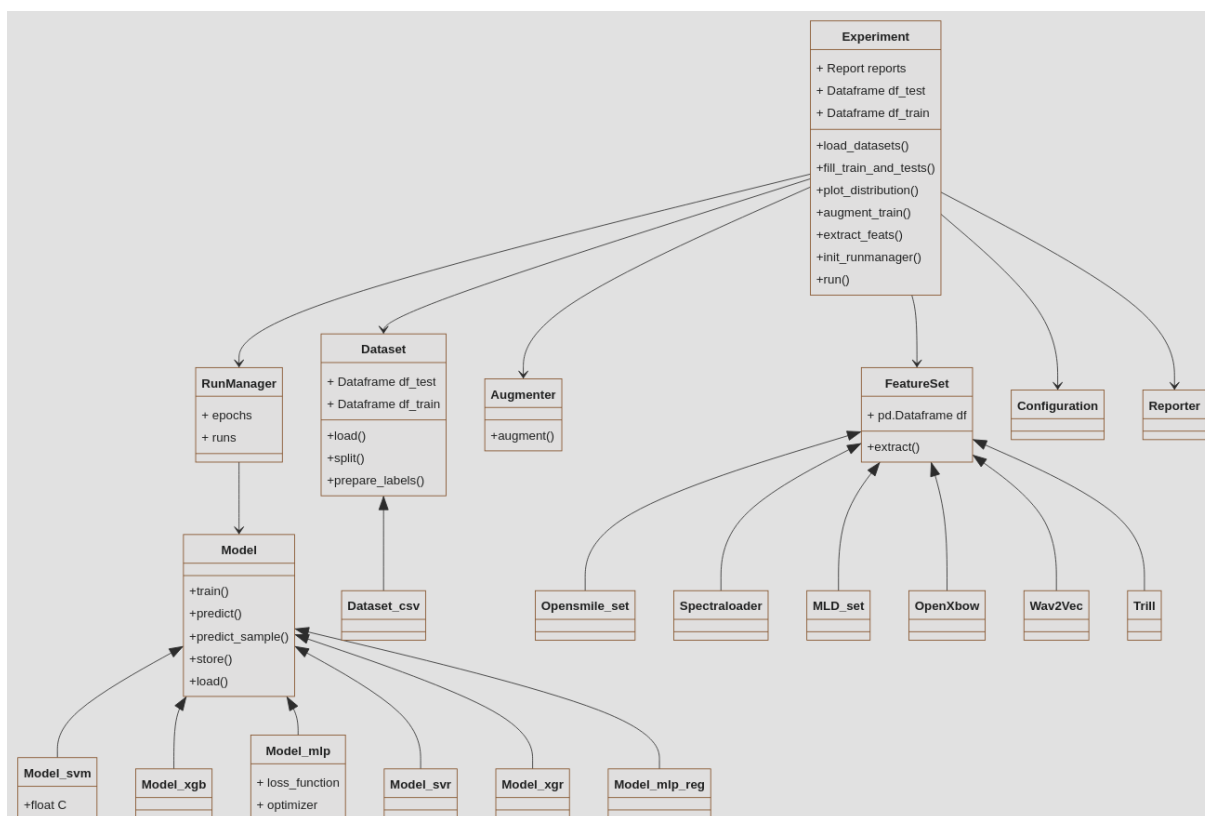 Experiment
+ Report reports
+ Dataframe df_test
+ Dataframe df_train
+load_datasets()
+fill_train_and_tests()
+plot_distribution()
+augment_train()
+extract_feats()
+init_runmanager()
+run()
RunManager
+ epochs
+ runs
Dataset
+ Dataframe df_test
+ Dataframe df_train
+load()
+split()
+prepare_labels()
Augmenter
+augment()
FeatureSet
+ pd.Dataframe df
+extract()
Configuration
Reporter
Model
+train()
+predict()
+predict_sample()
+store()
+load()
Dataset_csv
Opensmile_set
Spectraloader
MLD_set
OpenXbow
Wav2Vec
Trill
Model_svm
+float C
Model_xgb
Model_mlp
+ loss_function
+ optimizer
Model_svr
Model_xgr
Model_mlp_reg